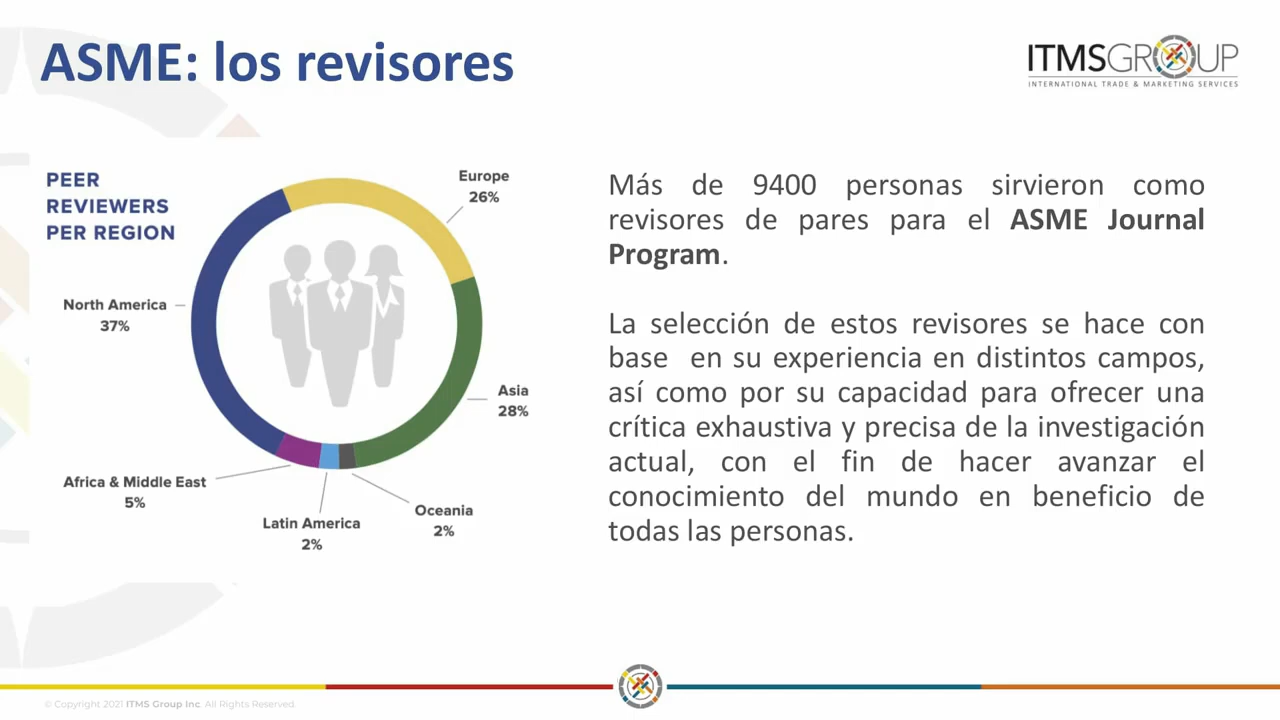 ASME: los revisores
ITMSGROUP
INTERNATIONAL TRADE & MARKETING SERVICES
PEER
REVIEWERS
PER REGION
Europe
26%
North America
37%
Asia
28%
Africa & Middle East
5%
Latin America
2%
Oceania
2%
Más de 9400 personas sirvieron como
revisores de pares para el ASME Journal
Program.
La selección de estos revisores se hace con
base en su experiencia en distintos campos,
así como por su capacidad para ofrecer una
crítica exhaustiva y precisa de la investigación
actual, con el fin de hacer avanzar el
conocimiento del mundo en beneficio de
todas las personas.
© Copyright 2021 ITMS Group Inc. All Rights Reserved.